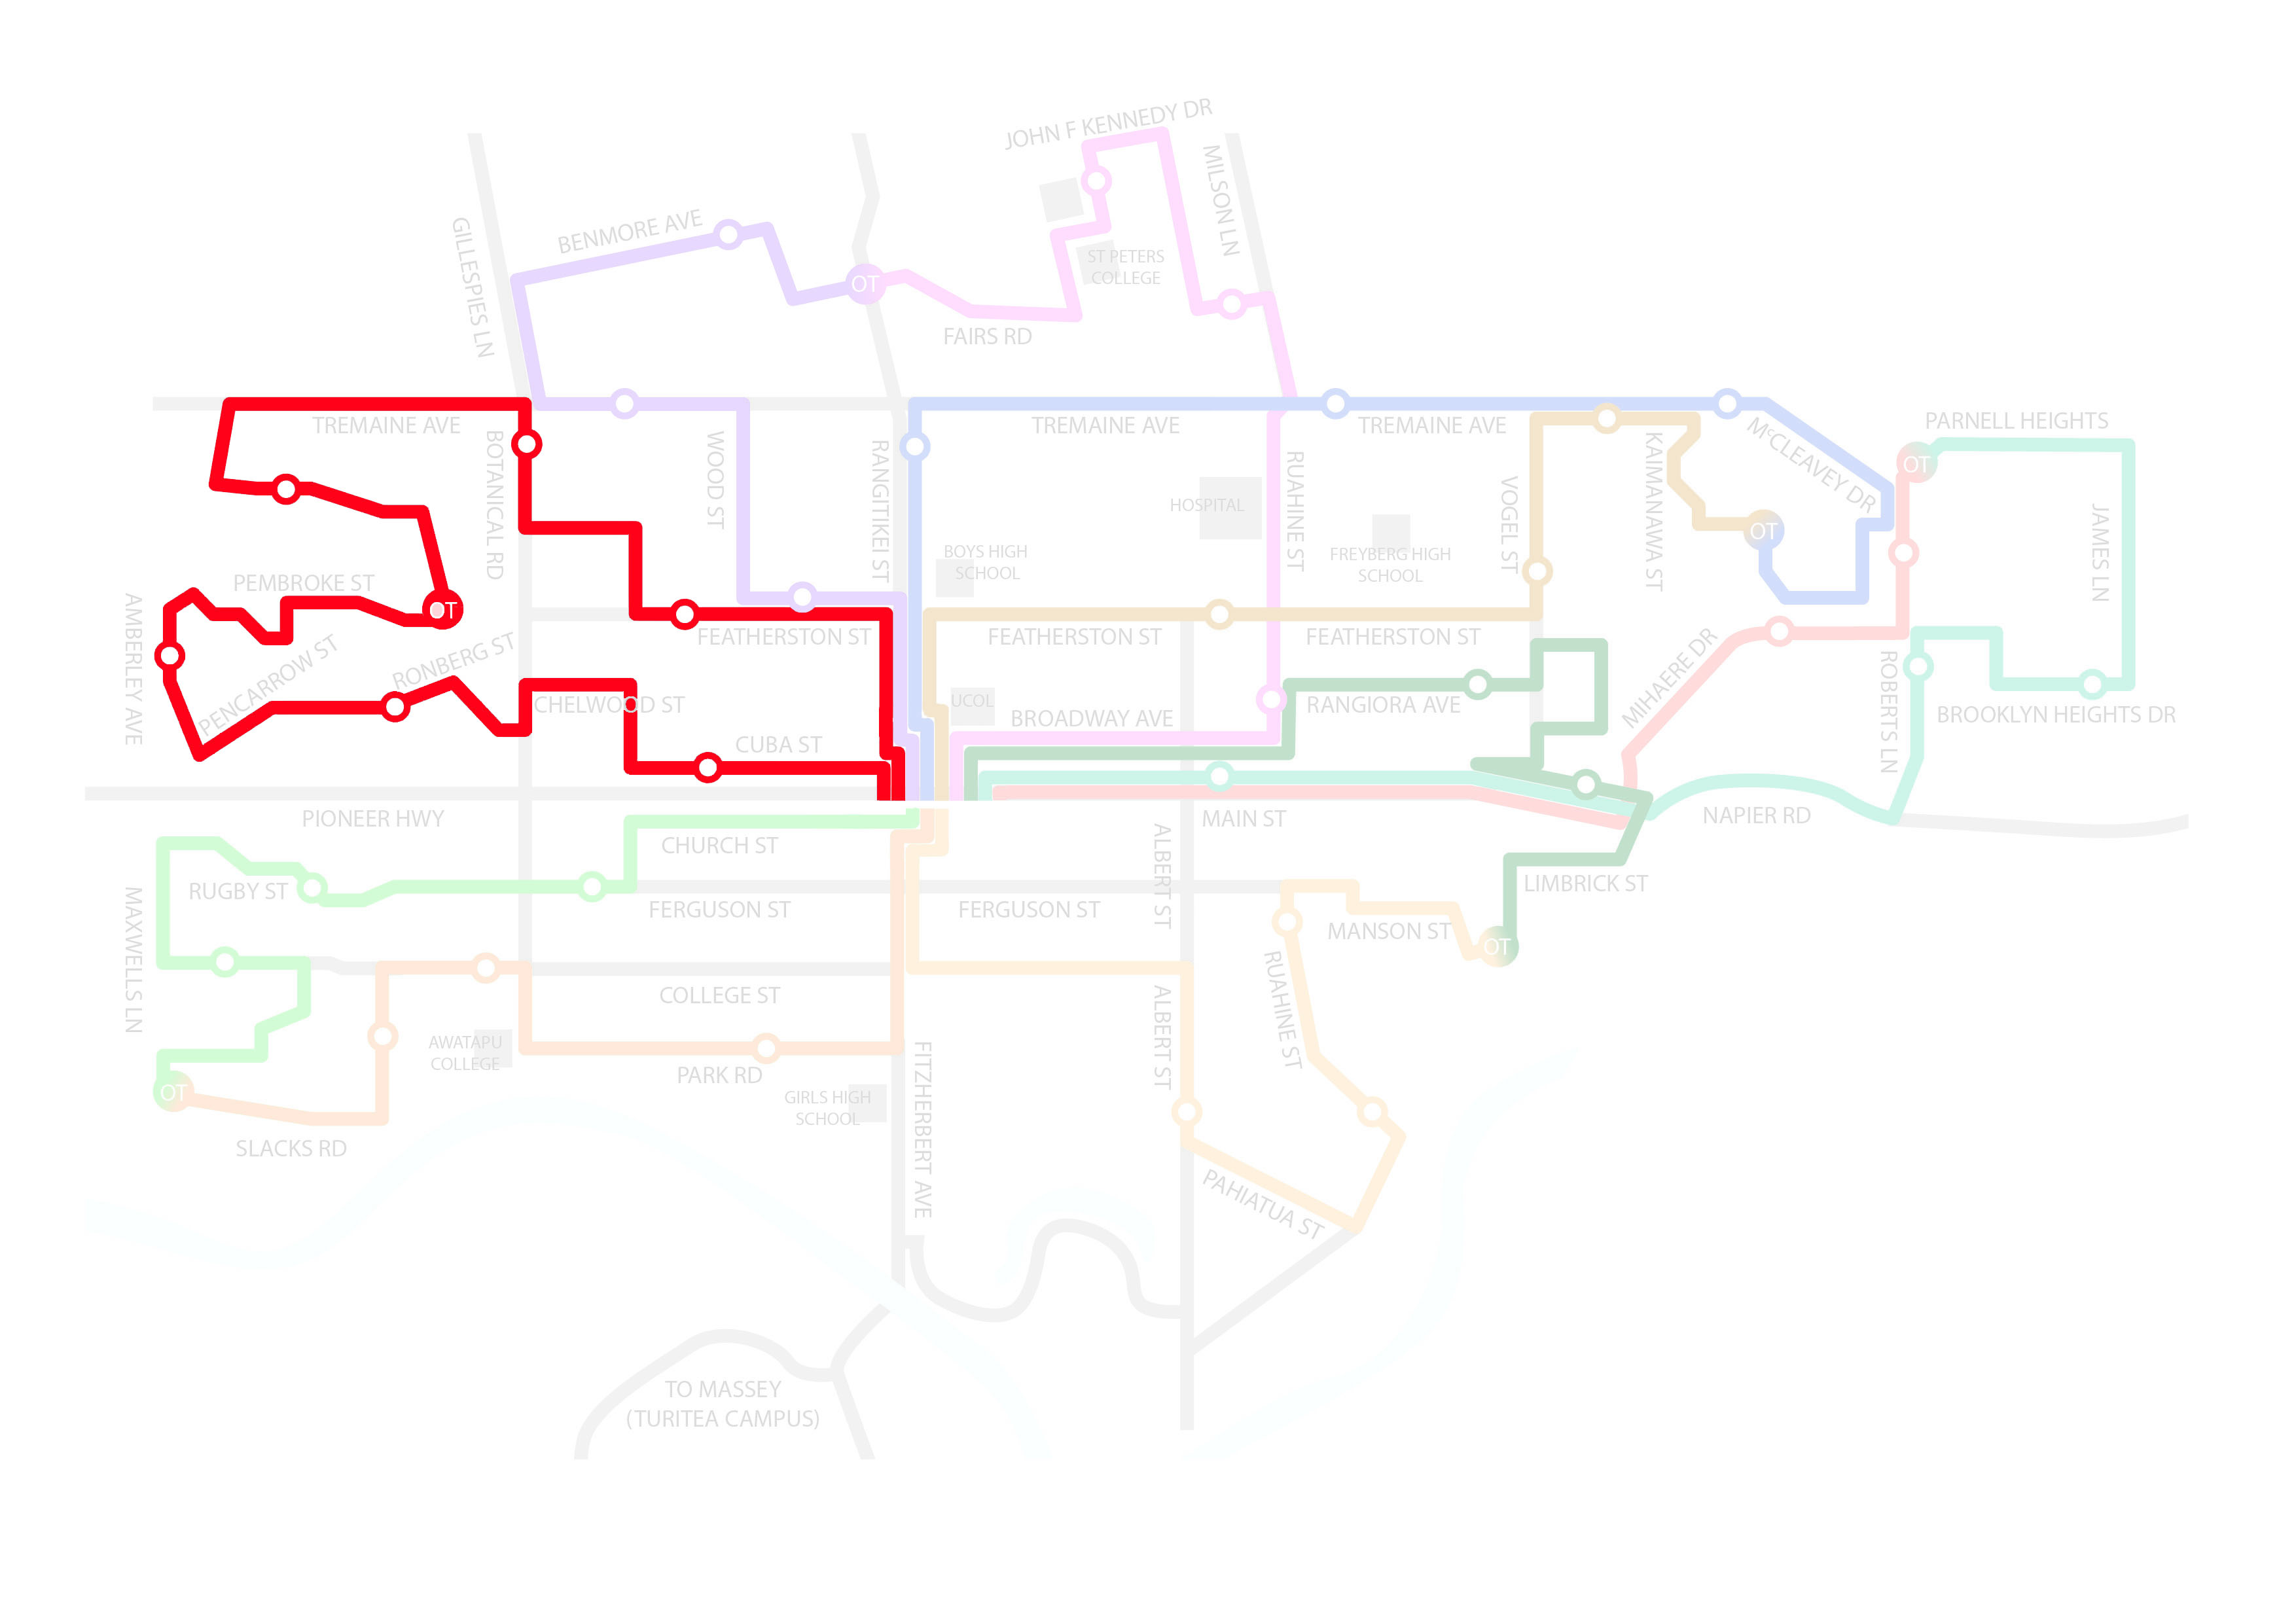 JOHN F KENNEDY DR
MILSON LN
GILLESPIES LN
BENMORE AVE
ST PETERS
COLLEGE
OT
FAIRS RD
TREMAINE AVE
TREMAINE AVE
TREMAINE AVE
PARNELL HEIGHTS
BOTANICAL RD
WOOD ST
RANGITIKEI ST
RUAHINE ST
HOSPITAL
VOGEL ST
KAIMANAWA ST
McCLEAVEY DR
OT
JAMES LN
OT
BOYS HIGH
SCHOOL
FREYBERG HIGH
SCHOOL
PEMBROKE ST
OT
AMBERLEY AVE
PENCARROW ST
RONBERG ST
FEATHERSTON ST
FEATHERSTON ST
FEATHERSTON ST
MIHAERE DR
ROBERTS LN
CHELWOOD ST
UCOL
BROADWAY AVE
RANGIORA AVE
BROOKLYN HEIGHTS DR
CUBA ST
PIONEER HWY
MAIN ST
NAPIER RD
CHURCH ST
ALBERT ST
RUGBY ST
LIMBRICK ST
FERGUSON ST
FERGUSON ST
MANSON ST
OT
MAXWELLS LN
COLLEGE ST
RUAHINE ST
ALBERT ST
AWATAPU
COLLEGE
PARK RD
OT
GIRLS HIGH
SCHOOL
FITZHERBERT AVE
SLACKS RD
PAHIATUA ST
TO MASSEY
(TURITEA CAMPUS)